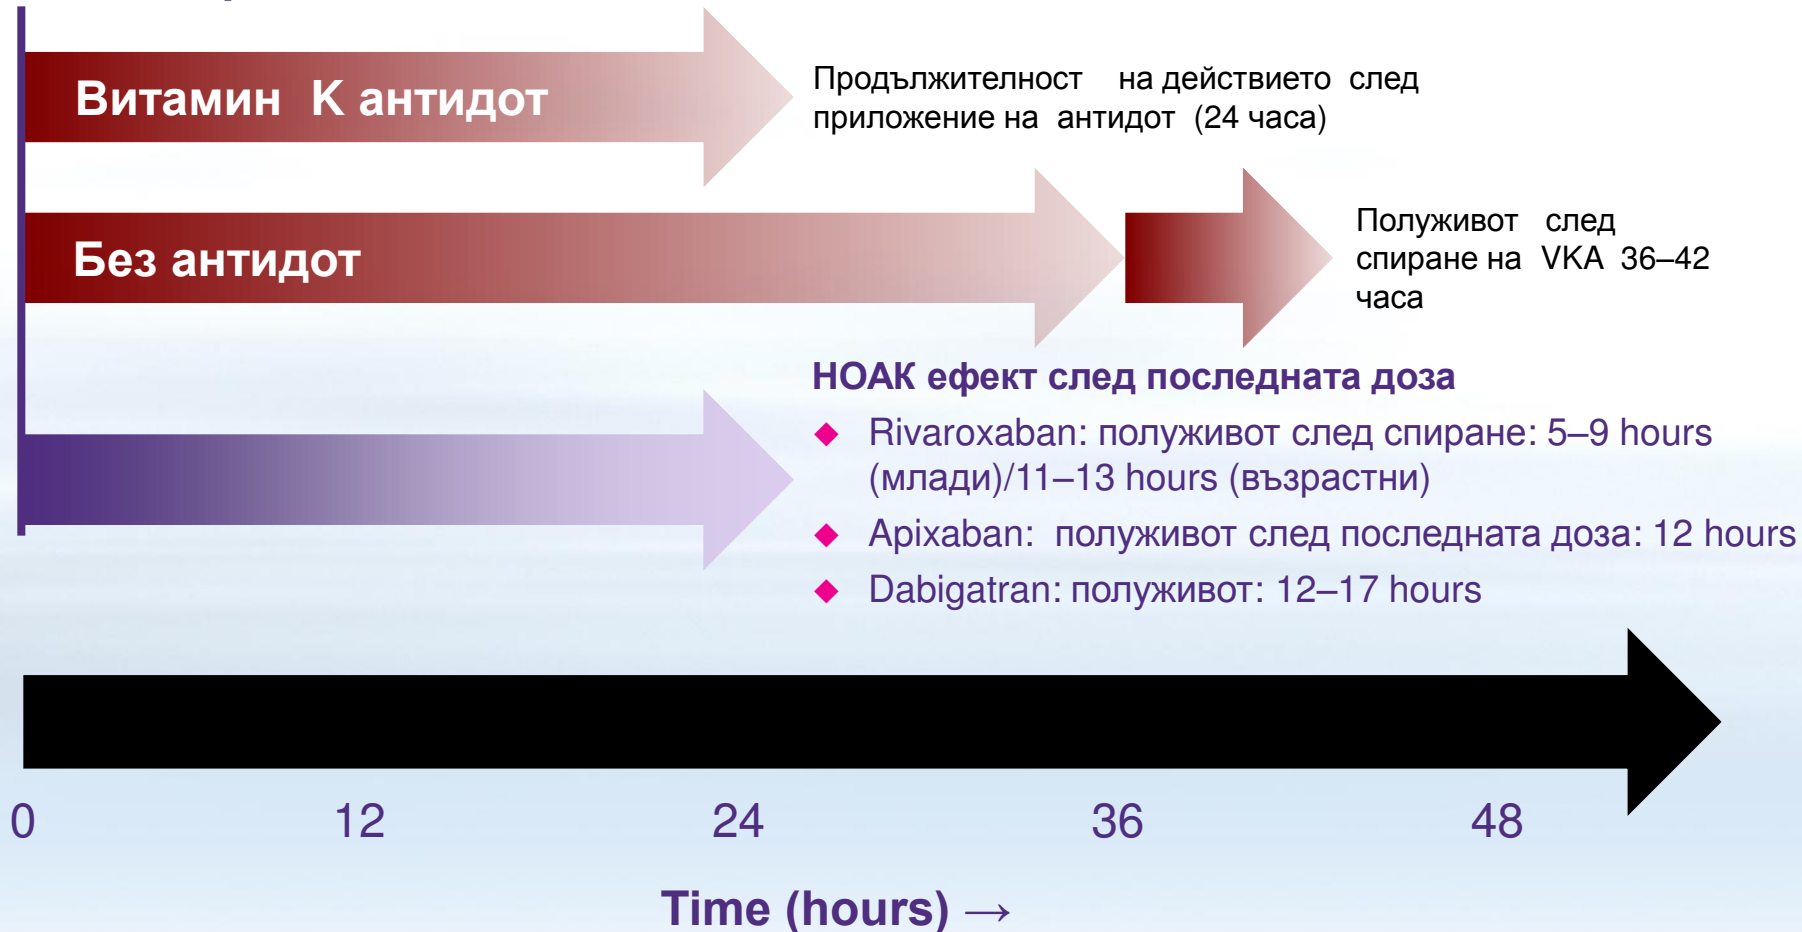 Витамин K антидот
Продължителност на действието след
приложение на антидот (24 часа)
Без антидот
Полуживот след
спиране на VKA 36–42
часа
НОАК ефект след последната доза
Rivaroxaban: полуживот след спиране: 5–9 hours
(млади)/11–13 hours (възрастни)
Apixaban: полуживот след последната доза: 12 hours
Dabigatran: полуживот: 12–17 hours
0 12 24 36 48
Time (hours) →